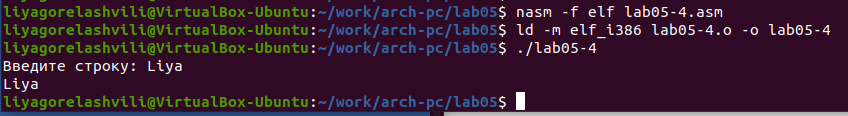 liyagorelashvili@VirtualBox-Ubuntu:~/work/arch-pc/lab05$ nasm -f elf lab05-4.asm
liyagorelashvili@VirtualBox-Ubuntu:~/work/arch-pc/lab05$ ld -m elf_i386 lab05-4.o -o lab05-4
liyagorelashvili@VirtualBox-Ubuntu:~/work/arch-pc/lab05$ ./lab05-4
Введите строку: Liya
Liya
liyagorelashvili@VirtualBox-Ubuntu:~/work/arch-pc/lab05$